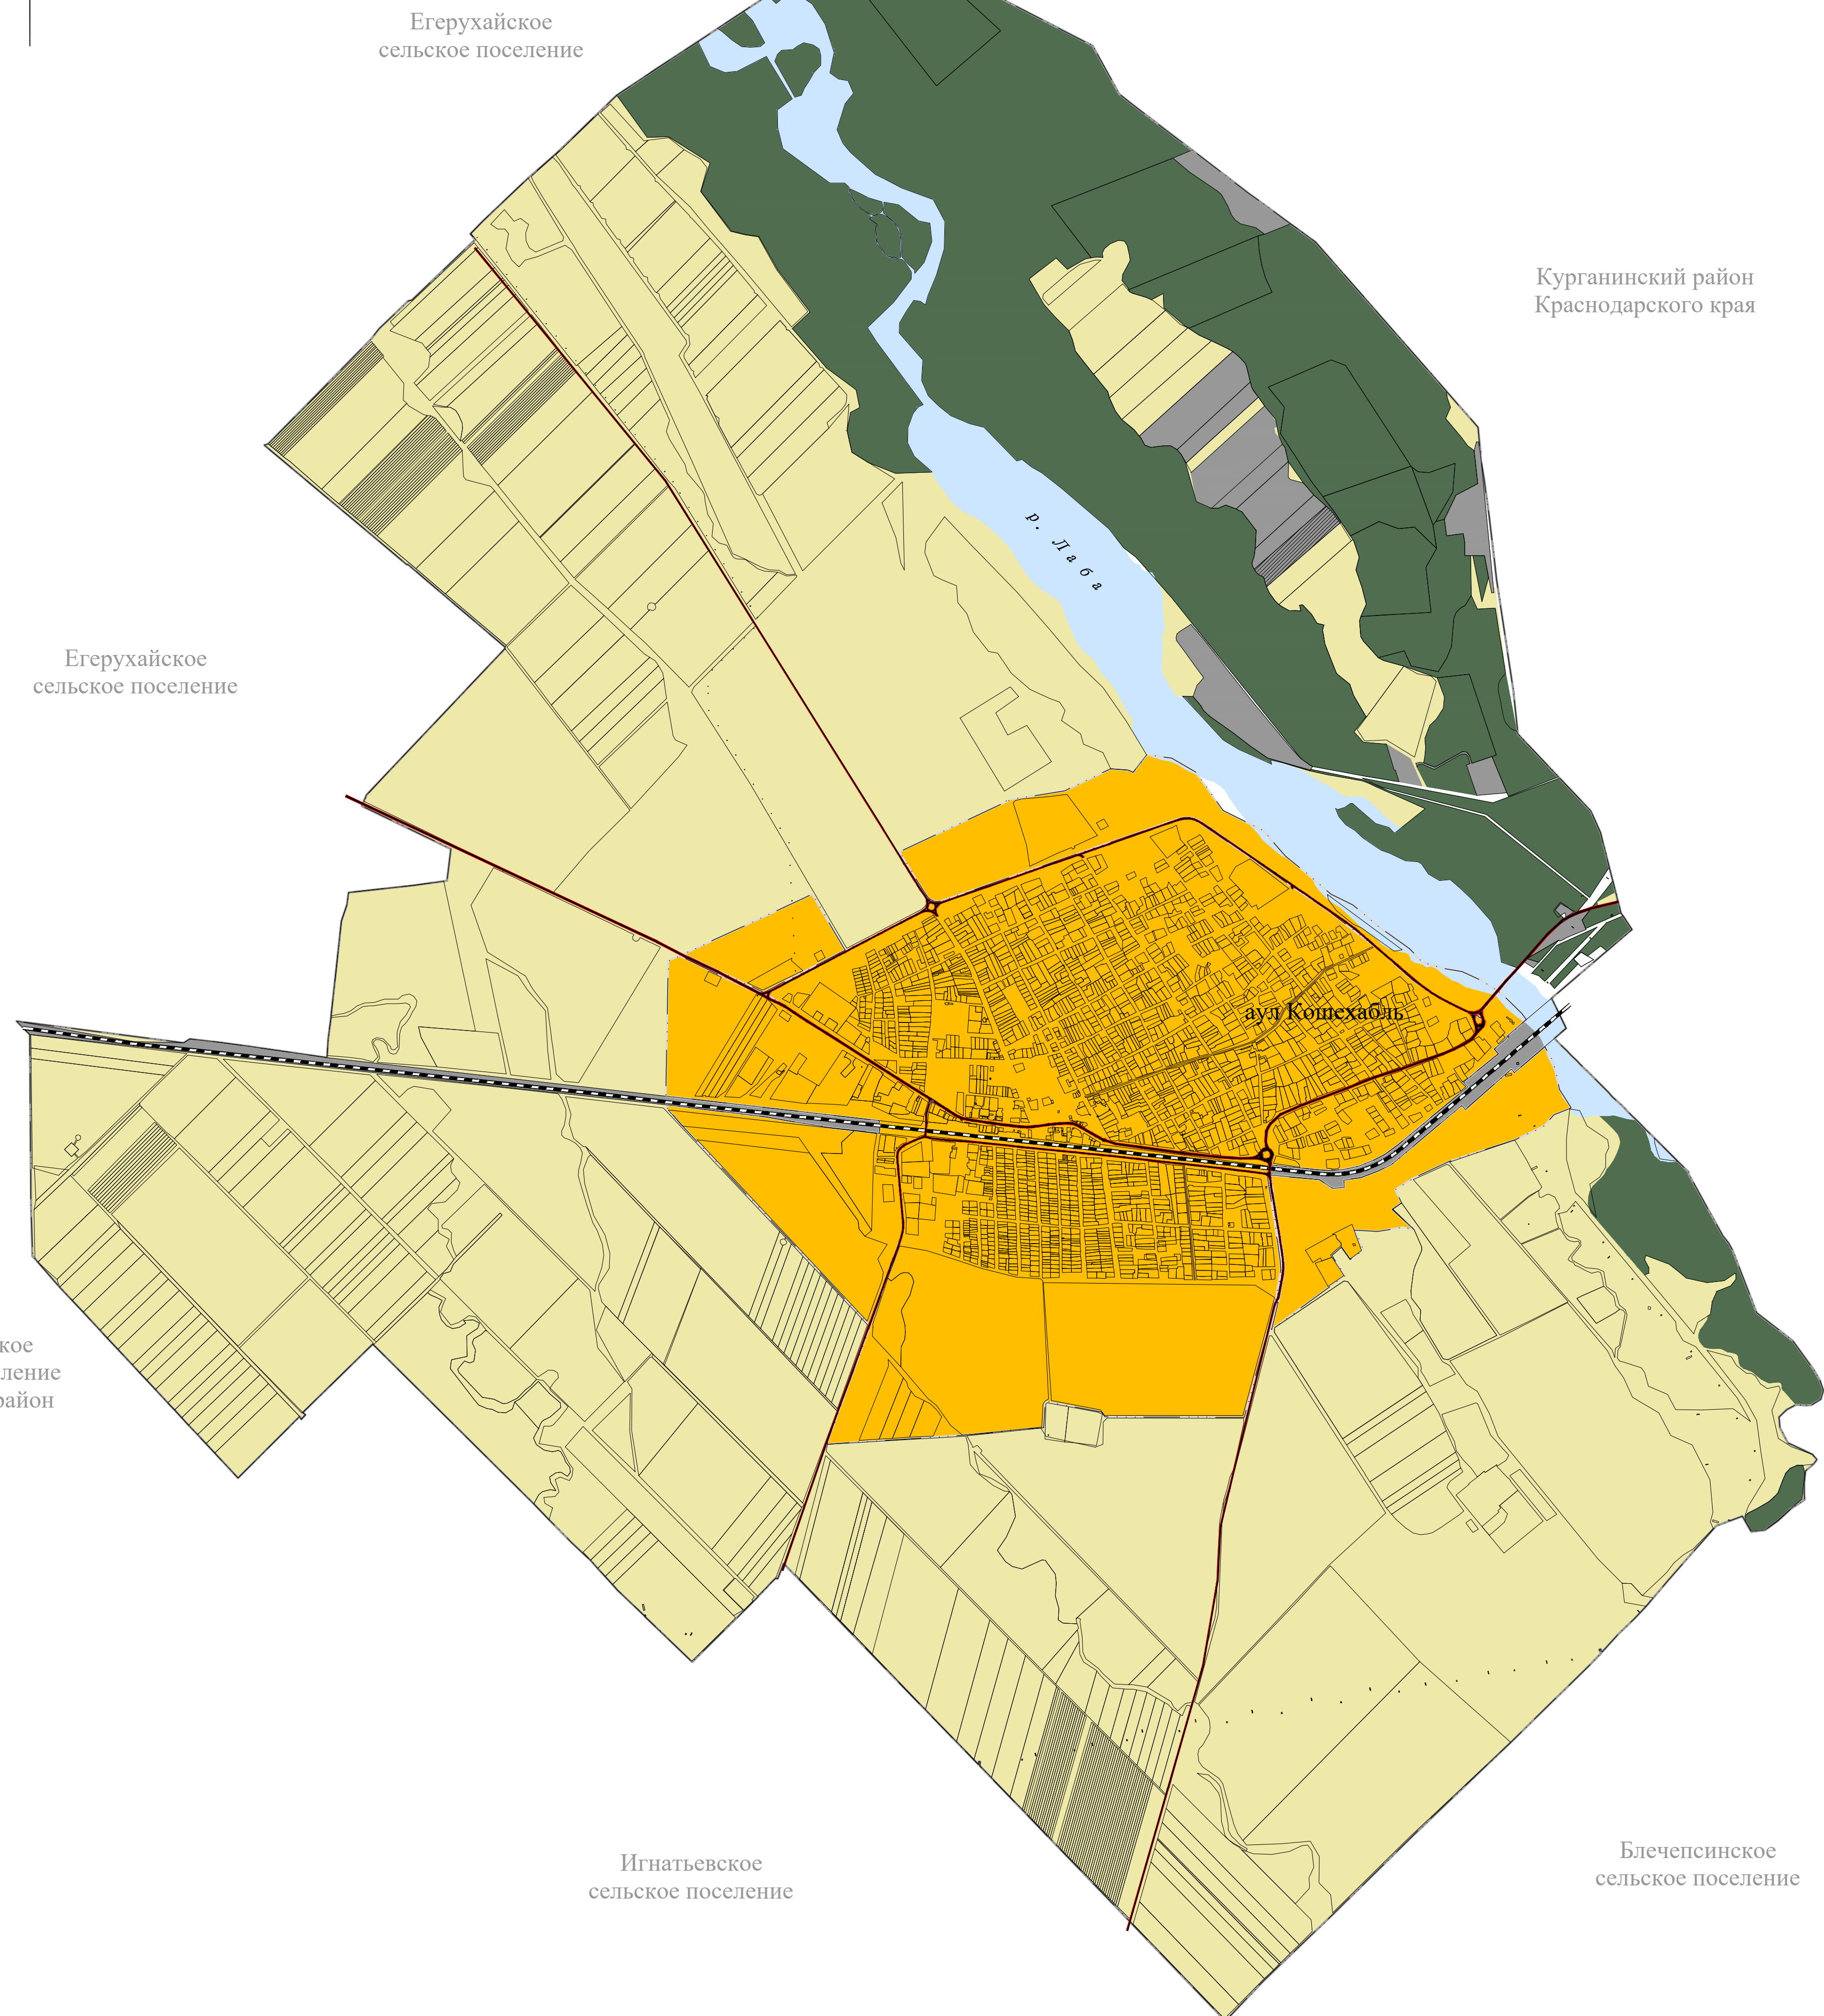 Егерухайское
сельское поселение
Курганинский район
Краснодарского края
р. Лаба
Егерухайское
сельское поселение
аул Кошехабль
кое
ление
район
Игнатьевское
сельское поселение
Блечепсинское
сельское поселение